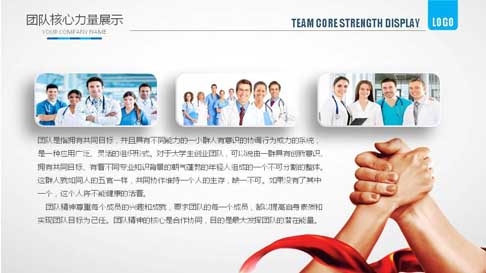 团队核心力量展示
YOUR COMPANY NAME
TEAM CORE STRENGTH DISPLAY
LOGO
团队是指拥有共同目标，并且具有不同能力的一小群人有意识的协调行为或力的系统，
是一种应用广泛、灵活的组织形式。对于大学生创业团队，可以说由一群具有创新意识、
拥有共同目标、有着不同专业知识背景的朝气蓬勃的年轻人组成的一个不可分割的整体。
这群人就如同人的五官一样，共同协作维持一个人的生存，缺一不可。如果没有了其中
一个，这个人将不能健康的活着。
团队精神尊重每个成员的兴趣和成就，要求团队的每一个成员，都以提高自身素质和
实现团队目标为己任。团队精神的核心是合作协同，目的是最大发挥团队的潜在能量。